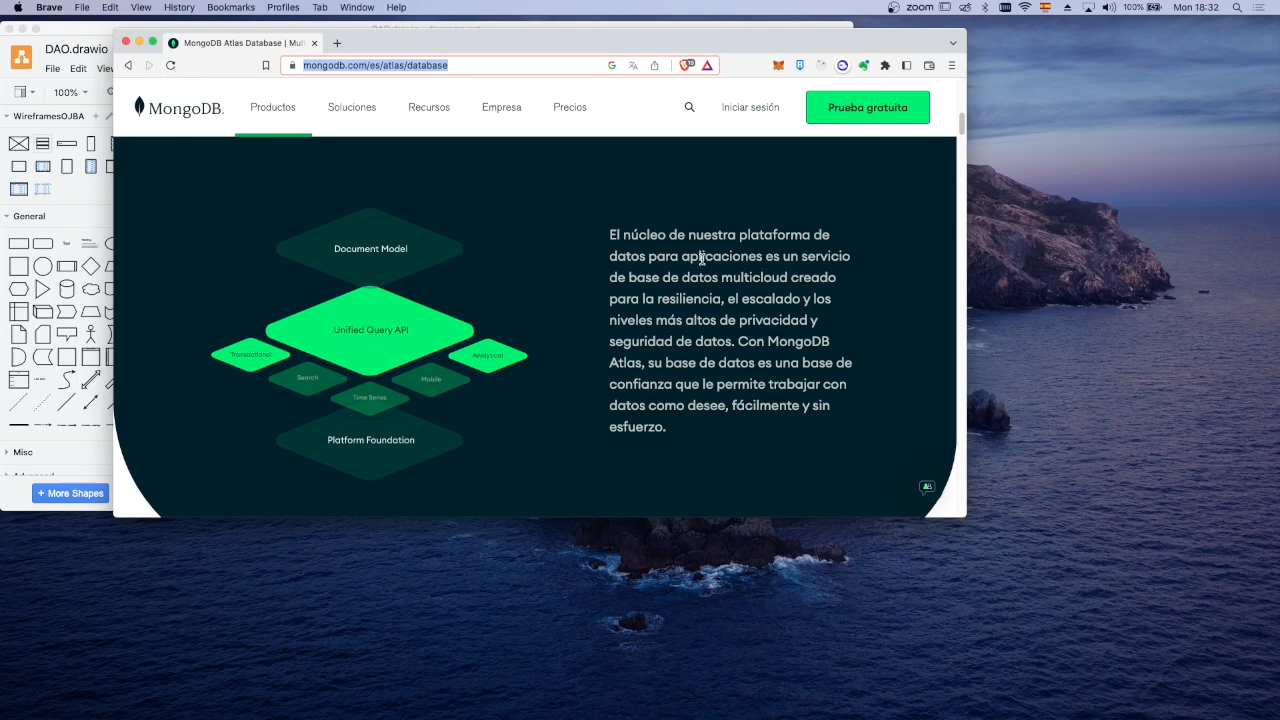 Brave File Edit View History Bookmarks Profiles Tab Window Help
zoom 100% Mon 18:32
DAO.drawio
File Edit View
100%
WireframesOJBA
General
Text
Misc
+ More Shapes
MongoDB Atlas Database | Mul
mongodb.com/es/atlas/database
MongoDB.
Productos Soluciones Recursos Empresa Precios
Iniciar sesión
Prueba gratuita
Document Model
Unified Query API
Transactional
Analytical
Search
Mobile
Time Series
Platform Foundation
El núcleo de nuestra plataforma de
datos para aplicaciones es un servicio
de base de datos multicloud creado
para la resiliencia, el escalado y los
niveles más altos de privacidad y
seguridad de datos. Con MongoDB
Atlas, su base de datos es una base de
confianza que le permite trabajar con
datos como desee, fácilmente y sin
esfuerzo.